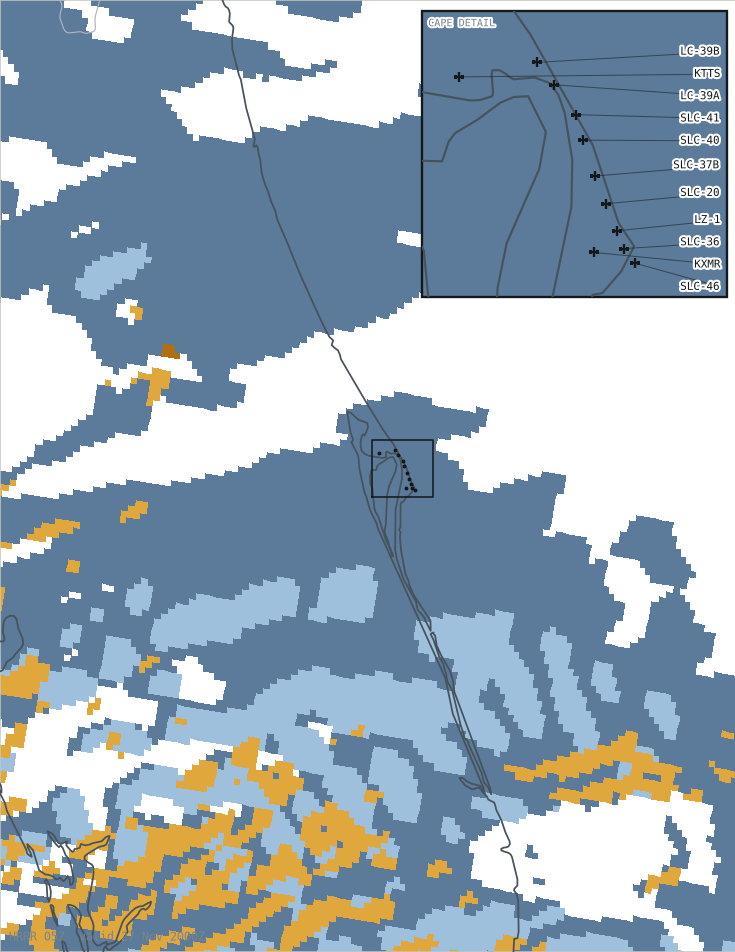 CAPE DETAIL
LC-39B
KTTS
LC-39A
SLC-41
SLC-40
SLC-37B
SLC-20
LZ-1
SLC-36
KXMR
SLC-46